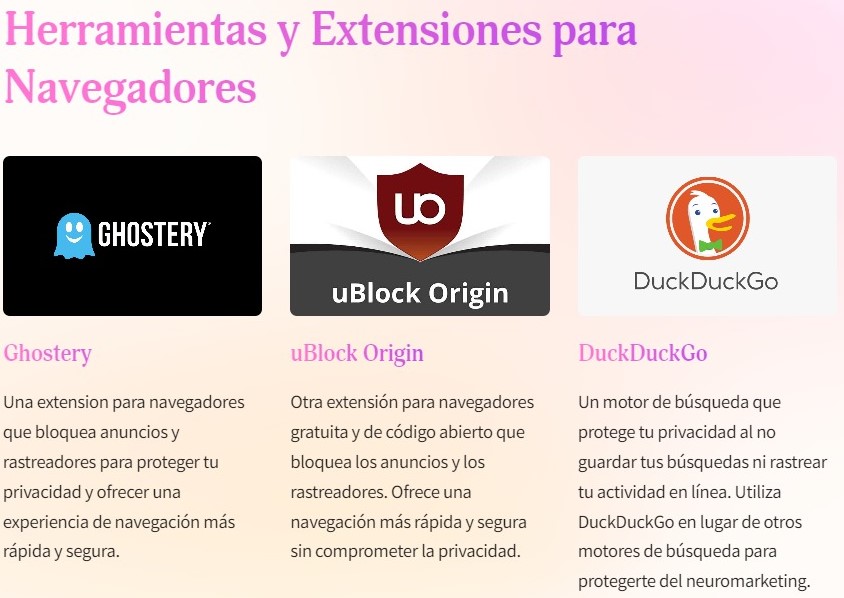 Herramientas y Extensiones para
Navegadores
GHOSTERY
uBlock Origin
DuckDuckGo
Ghostery
Una extension para navegadores
que bloquea anuncios y
rastreadores para proteger tu
privacidad y ofrecer una
experiencia de navegación más
rápida y segura.
uBlock Origin
Otra extensión para navegadores
gratuita y de código abierto que
bloquea los anuncios y los
rastreadores. Ofrece una
navegación más rápida y segura
sin comprometer la privacidad.
DuckDuckGo
Un motor de búsqueda que
protege tu privacidad al no
guardar tus búsquedas ni rastrear
tu actividad en línea. Utiliza
DuckDuckGo en lugar de otros
motores de búsqueda para
protegerte del neuromarketing.